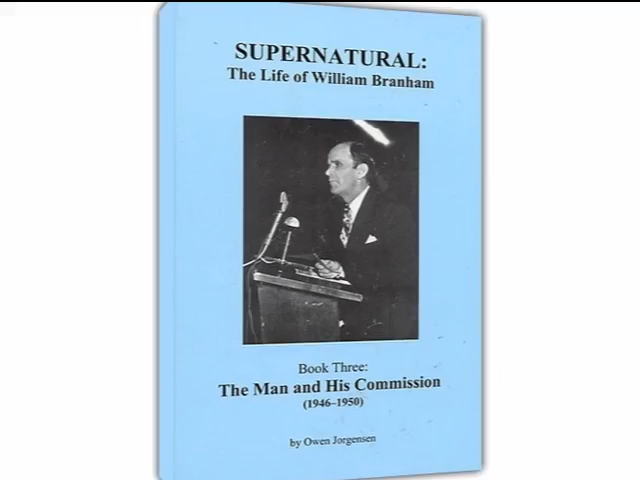 SUPERNATURAL:
The Life of William Branham
Book Three:
The Man and His Commission
(1946–1950)
by Owen Jorgensen